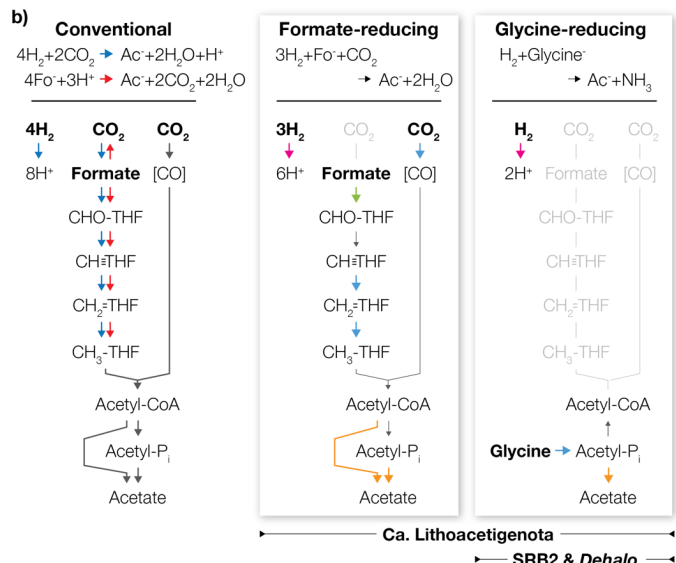 b)
Conventional
4H2+2CO2 → Ac-+2H2O+H+
4Fo-+3H+ → Ac-+2CO2+2H2O
4H2 CO2 CO2
8H+ Formate [CO]
CHO-THF
CH≡THF
CH2=THF
CH3-THF
Acetyl-CoA
Acetyl-Pi
Acetate
Formate-reducing
3H2+Fo-+CO2
→ Ac-+2H2O
3H2 CO2 CO2
6H+ Formate [CO]
CHO-THF
CH≡THF
CH2=THF
CH3-THF
Acetyl-CoA
Acetyl-Pi
Acetate
Glycine-reducing
H2+Glycine-
→ Ac-+NH3
H2 CO2 CO2
2H+ Formate [CO]
CHO-THF
CH≡THF
CH2=THF
CH3-THF
Acetyl-CoA
Glycine → Acetyl-Pi
Acetate
Ca. Lithoacetigenota
SRB2 & Dehalo.